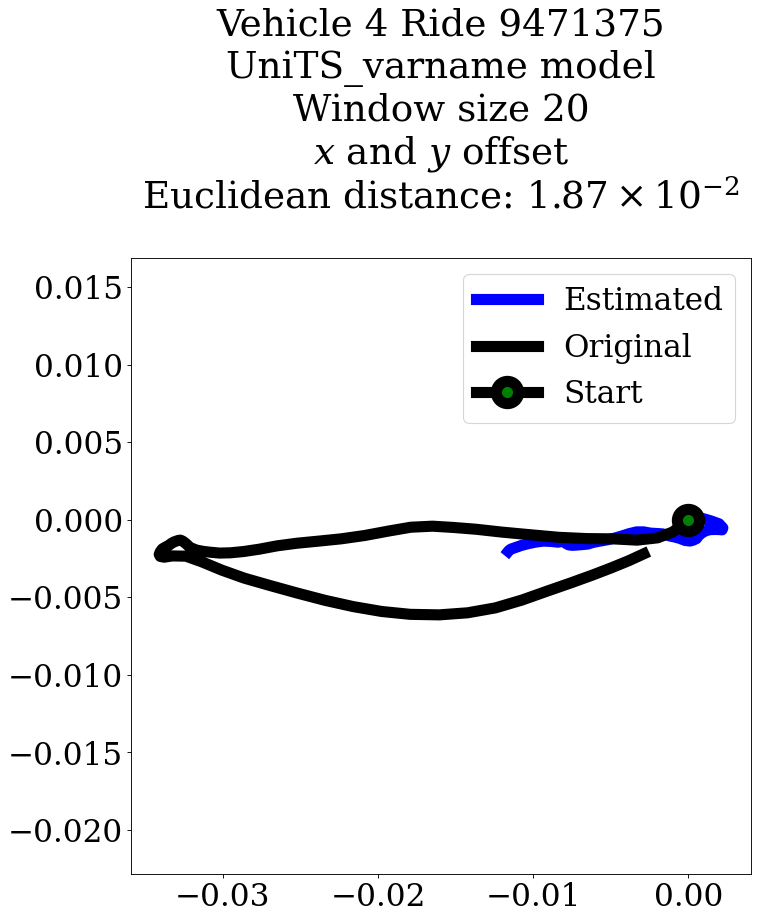 Vehicle 4 Ride 9471375
UniTS_varname model
Window size 20
x and y offset
Euclidean distance: 1.87 × 10⁻²
Estimated
Original
Start
0.015
0.010
0.005
0.000
−0.005
−0.010
−0.015
−0.020
−0.03 −0.02 −0.01 0.00